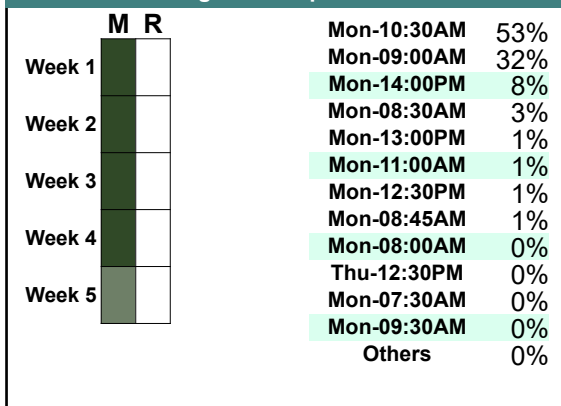 M R
Week 1
Week 2
Week 3
Week 4
Week 5
Mon-10:30AM 53%
Mon-09:00AM 32%
Mon-14:00PM 8%
Mon-08:30AM 3%
Mon-13:00PM 1%
Mon-11:00AM 1%
Mon-12:30PM 1%
Mon-08:45AM 1%
Mon-08:00AM 0%
Thu-12:30PM 0%
Mon-07:30AM 0%
Mon-09:30AM 0%
Others 0%